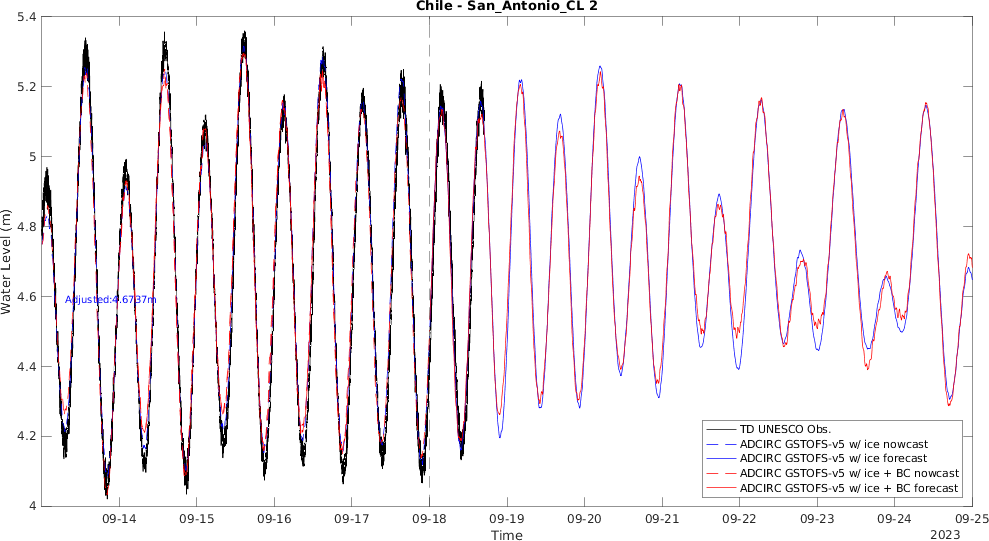 Chile - San_Antonio_CL 2
5.4
5.2
5
4.8
4.6
4.4
4.2
4
Water Level (m)
Adjusted:4.6737m
TD UNESCO Obs.
ADCIRC GSTOFS-v5 w/ ice nowcast
ADCIRC GSTOFS-v5 w/ ice forecast
ADCIRC GSTOFS-v5 w/ ice + BC nowcast
ADCIRC GSTOFS-v5 w/ ice + BC forecast
09-14 09-15 09-16 09-17 09-18 09-19 09-20 09-21 09-22 09-23 09-24 09-25
Time
2023